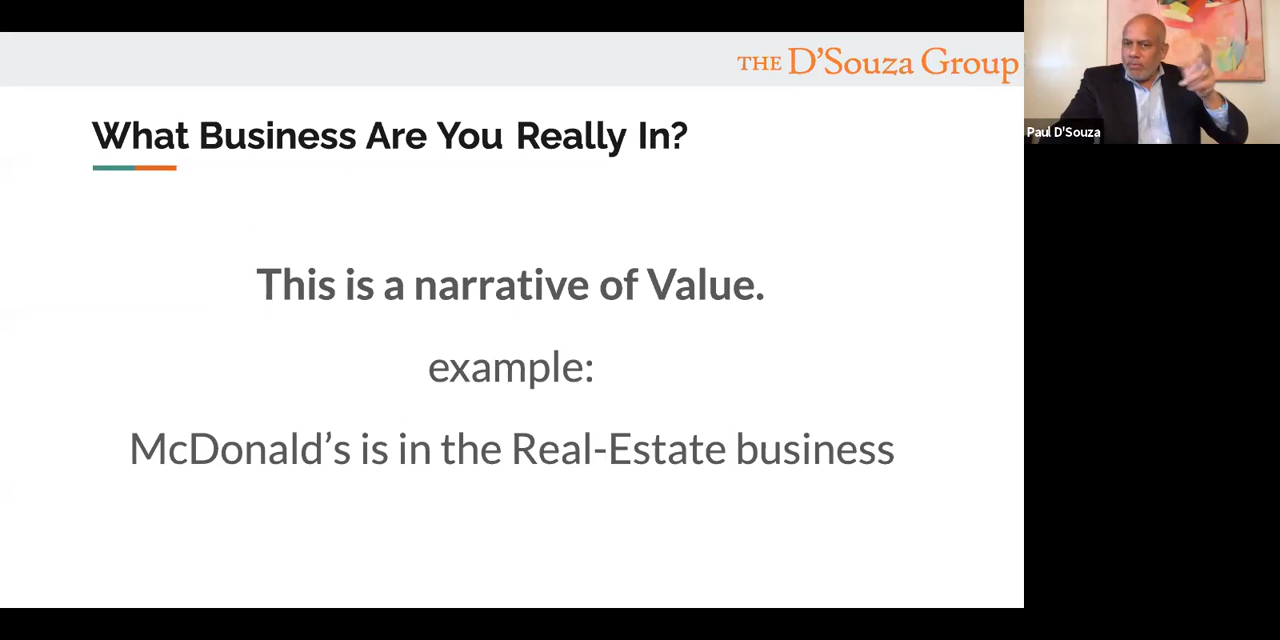 THE D'Souza Group
What Business Are You Really In?
This is a narrative of Value.
example:
McDonald’s is in the Real-Estate business
Paul D'Souza